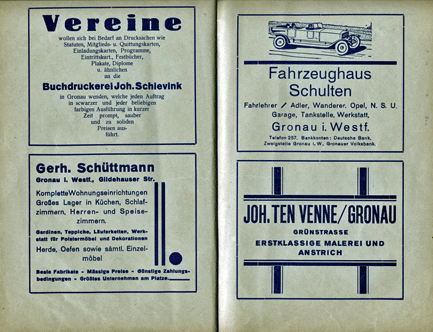 Vereine
wollen sich bei Bedarf an Drucksachen wie
Statuten, Mitglieds- u. Quittungskarten,
Einladungskarten, Programme,
Eintrittskart., Festbücher,
Plakate, Diplome
u. ähnlichen
an die
Buchdruckerei Joh. Schievink
in Gronau wenden, welche jeden Auftrag
in scwarzer und jeder beliebigen
farbigen Ausführung in kurzer
Zeit prompt, sauber
und zu soliden
Preisen aus-
führt.
Gerh. Schüttmann
Gronau i. Westf., Gildehauser Str.
Komplette Wohnungseinrichtungen
Großes Lager in Küchen, Schlaf-
zimmern, Herren- und Speise-
zimmern.
Gardinen, Teppiche, Läuferketten, Werk-
statt für Polstermöbel und Dekorationen
Herde, Oefen sowie sämtl. Einzel-
möbel
Beste Fabrikate - Mässige Preise - Günstige Zahlungs-
bedingungen - Größtes Unternehmen am Platze
Fahrzeughaus
Schulten
Fahrlehrer / Adler, Wanderer, Opel, N. S. U.
Garage, Tankstelle, Werkstatt,
Gronau i. Westf.
Telefon 257. Bankkonten: Deutsche Bank,
Zweigstelle Gronau i. W., Gronauer Volksbank.
JOH. TEN VENNE / GRONAU
GRÜNSTRASSE
ERSTKLASSIGE MALEREI UND
ANSTRICH